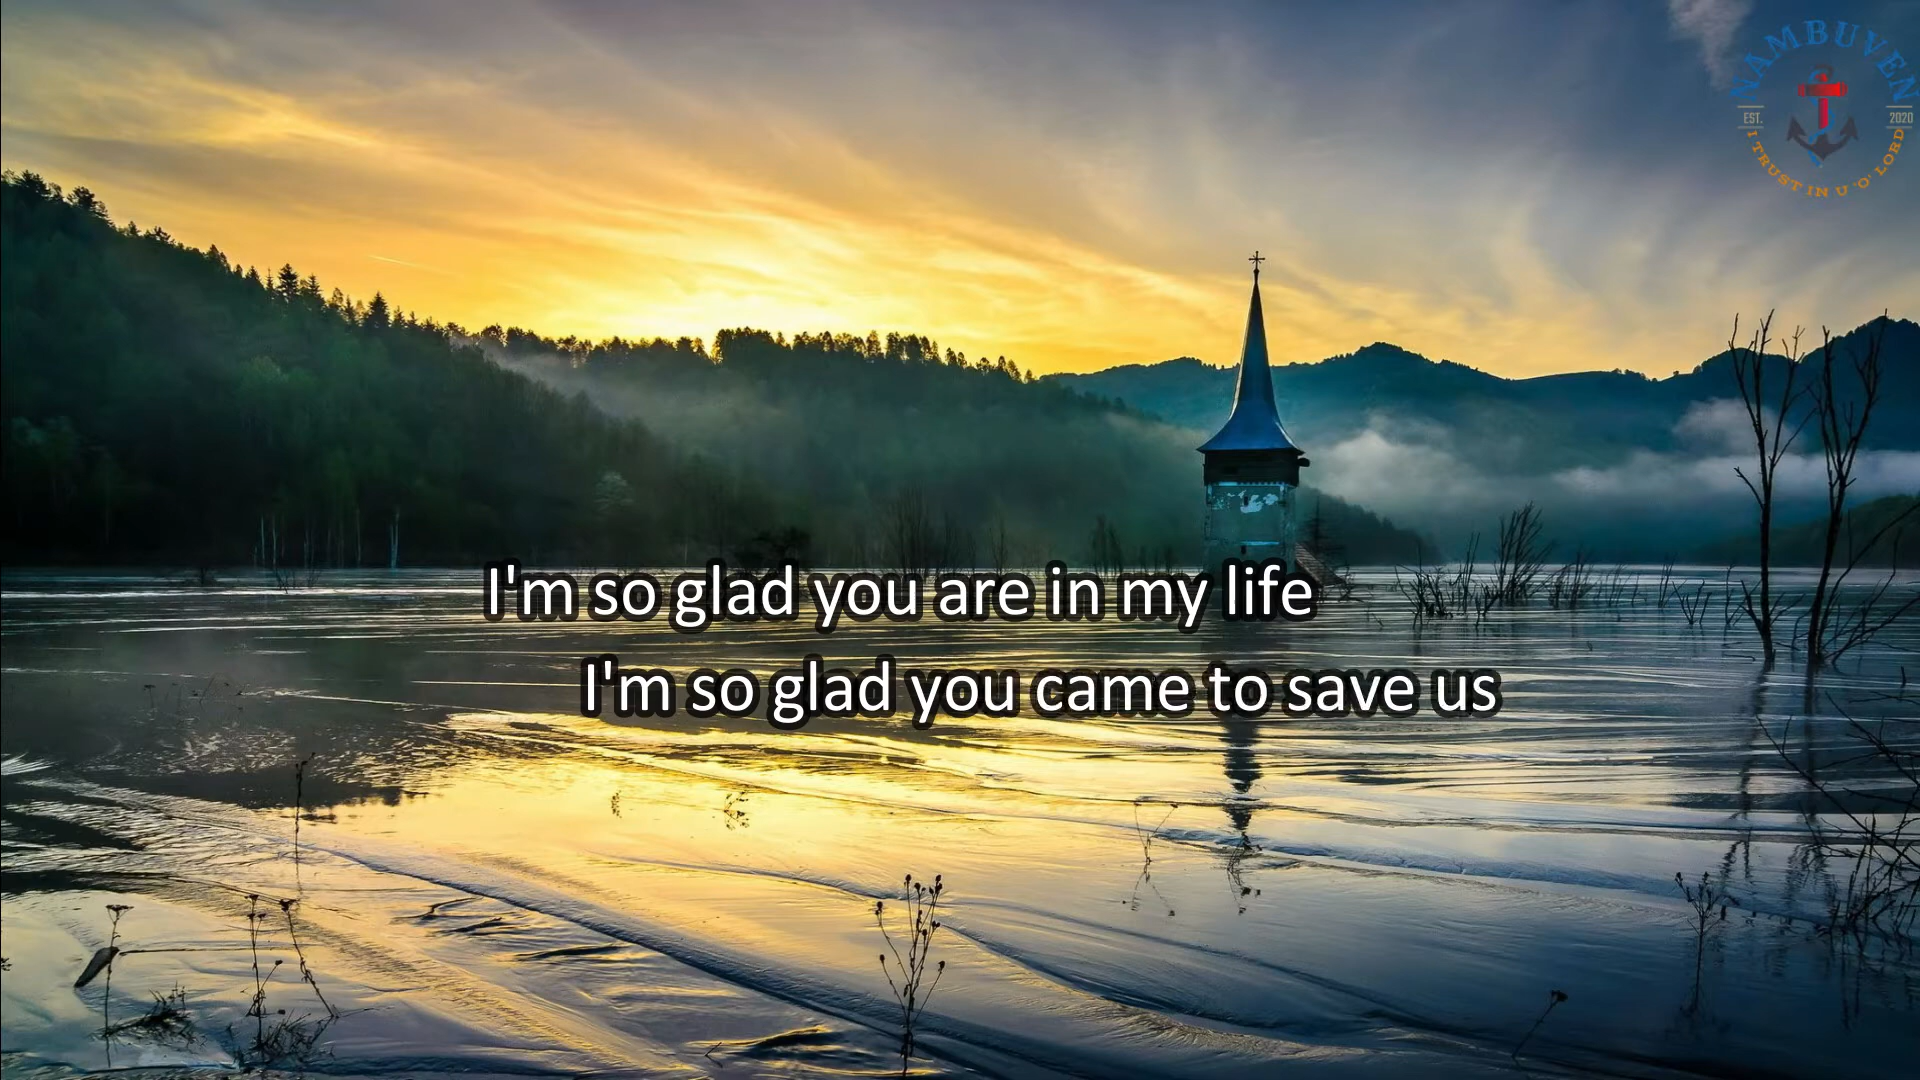 WAMBUVEN
EST. 2020
I TRUST IN U 'O' LORD
I'm so glad you are in my life
I'm so glad you came to save us